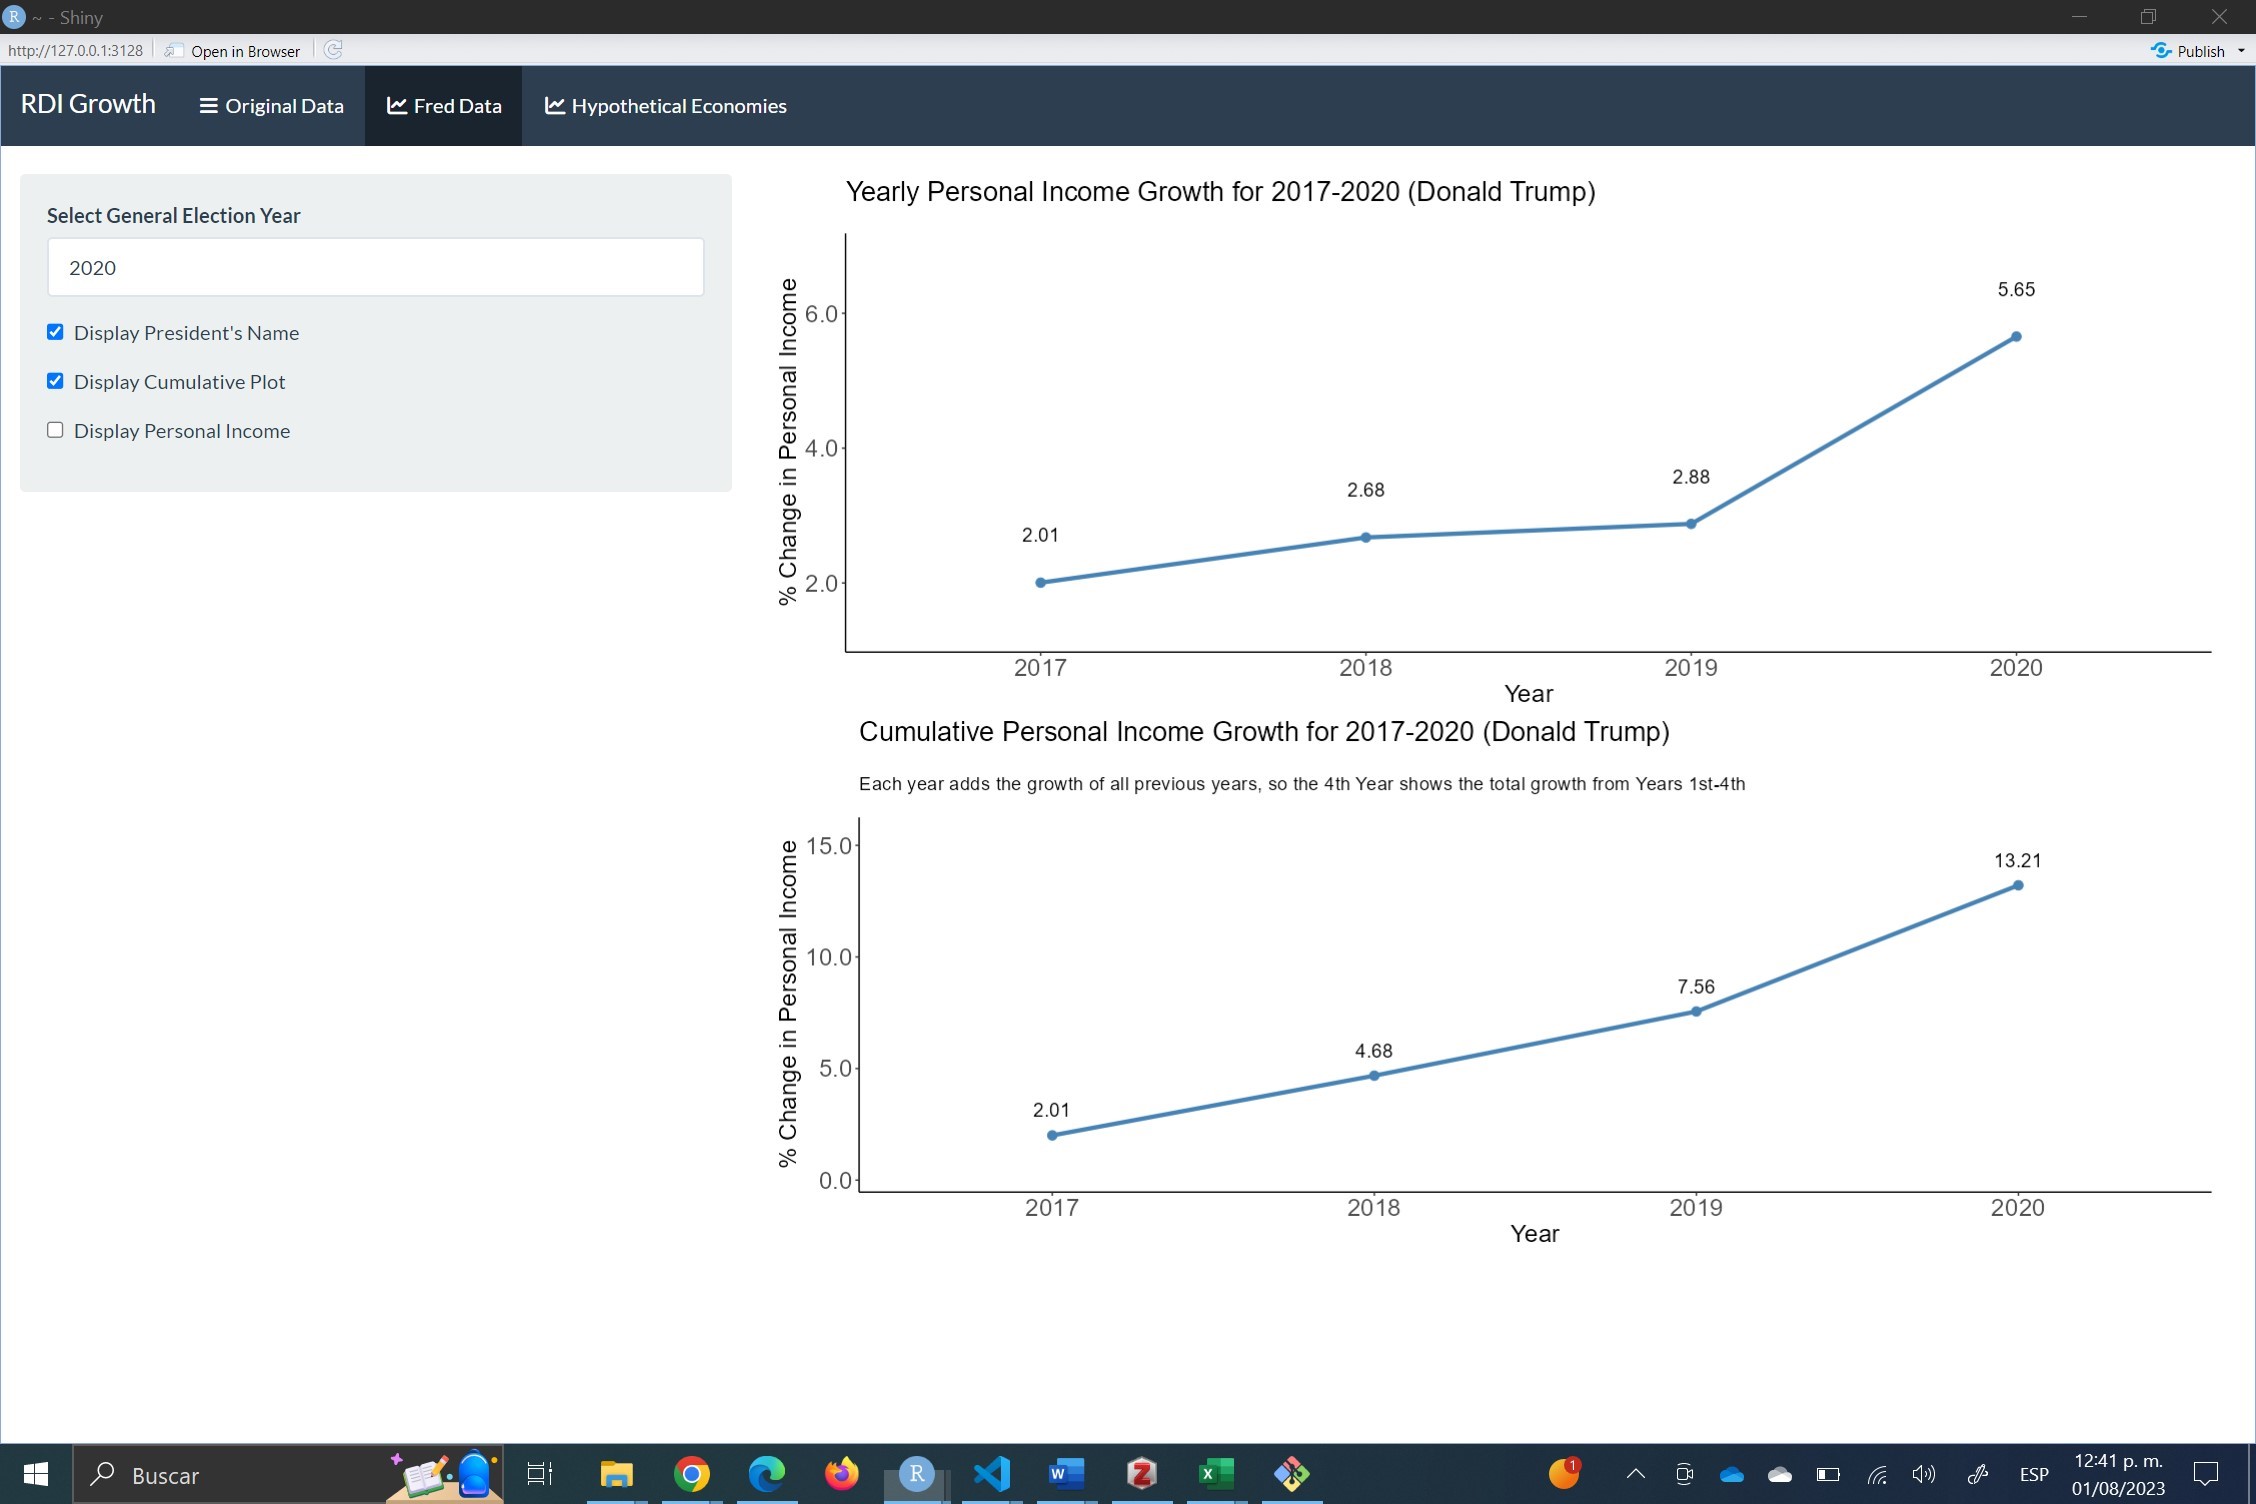 R ~ - Shiny
http://127.0.0.1:3128 Open in Browser Publish
RDI Growth Original Data Fred Data Hypothetical Economies
Select General Election Year
2020
Display President's Name
Display Cumulative Plot
Display Personal Income
Yearly Personal Income Growth for 2017-2020 (Donald Trump)
% Change in Personal Income
6.0
4.0
2.0
2.01
2.68
2.88
5.65
2017 2018 2019 2020
Year
Cumulative Personal Income Growth for 2017-2020 (Donald Trump)
Each year adds the growth of all previous years, so the 4th Year shows the total growth from Years 1st-4th
% Change in Personal Income
15.0
10.0
5.0
0.0
2.01
4.68
7.56
13.21
2017 2018 2019 2020
Year
Buscar
R
W
Z
X
1
ESP
12:41 p. m.
01/08/2023